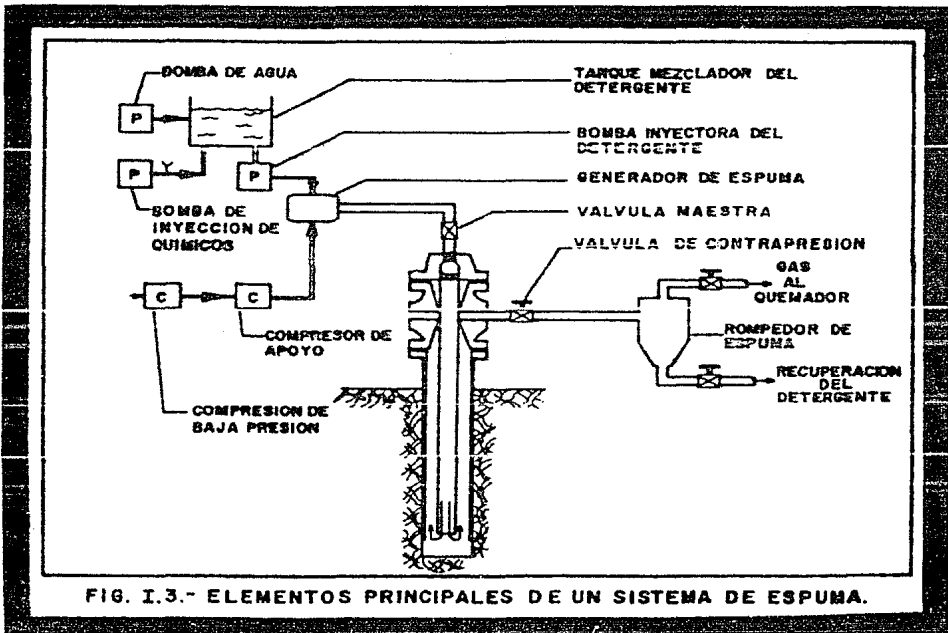 BOMBA DE AGUA
TANQUE MEZCLADOR DEL
DETERGENTE
P
BOMBA INYECTORA DEL
DETERGENTE
P
P
GENERADOR DE ESPUMA
BOMBA DE
INYECCION DE
QUIMICOS
VALVULA MAESTRA
VALVULA DE CONTRAPRESION
GAS
AL
QUEMADOR
C
C
COMPRESOR DE
APOYO
ROMPEDOR DE
ESPUMA
RECUPERACION
DEL
DETERGENTE
COMPRESION DE
BAJA PRESION
FIG. I.3.- ELEMENTOS PRINCIPALES DE UN SISTEMA DE ESPUMA.